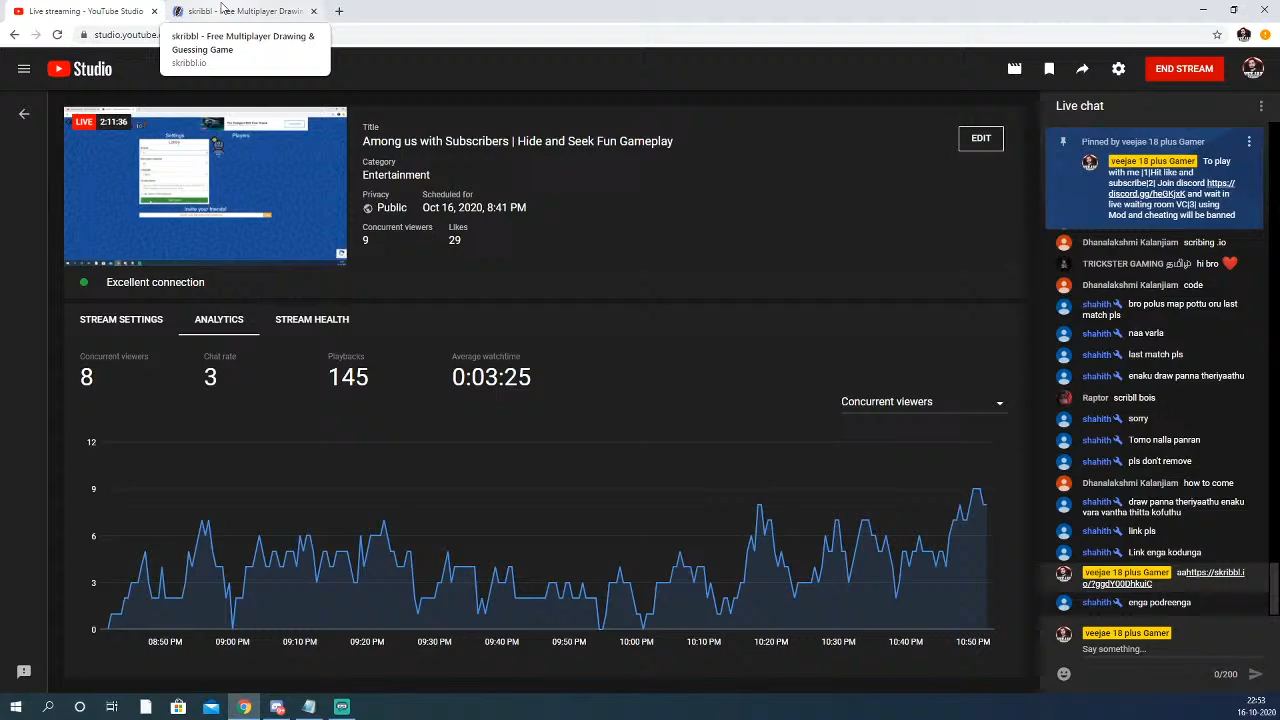 Live streaming - YouTube Studio
skribbl - Free Multiplayer Drawin
studio.youtube.
skribbl - Free Multiplayer Drawing &
Guessing Game
skribbl.io
Studio
END STREAM
LIVE 2:11:36
Settings
Players
Lobby
Invite your friends!
Title
Among us with Subscribers | Hide and Seek Fun Gameplay
EDIT
Category
Entertainment
Privacy
Scheduled for
Public
Oct 16, 2020, 8:41 PM
Concurrent viewers
Likes
9
29
Excellent connection
STREAM SETTINGS
ANALYTICS
STREAM HEALTH
Concurrent viewers
Chat rate
Playbacks
Average watchtime
8
3
145
0:03:25
Concurrent viewers
12
9
6
3
0
08:50 PM
09:00 PM
09:10 PM
09:20 PM
09:30 PM
09:40 PM
09:50 PM
10:00 PM
10:10 PM
10:20 PM
10:30 PM
10:40 PM
10:50 PM
Live chat
Pinned by veejae 18 plus Gamer
veejae 18 plus Gamer To play
with me |1|Hit like and
subscribe|2| Join discord https://
discord.gg/heGKjxK and wait in
live waiting room VC|3| using
Mod and cheating will be banned
Dhanalakshmi Kalanjiam scribing .io
TRICKSTER GAMING தமிழ் hi bro ❤
Dhanalakshmi Kalanjiam code
shahith bro polus map pottu oru last
match pls
shahith naa varla
shahith last match pls
shahith enaku draw panna theriyaathu
Raptor scribll bois
shahith sorry
shahith Tomo nalla panran
shahith pls don't remove
Dhanalakshmi Kalanjiam how to come
shahith draw panna theriyaathu enaku
vara vantha thitta kofuthu
shahith link pls
shahith Link enga kodunga
veejae 18 plus Gamer aahttps://skribbl.i
o/?ggdY00DhkuiC
shahith enga podreenga
veejae 18 plus Gamer
Say something...
0/200
22:53
16-10-2020